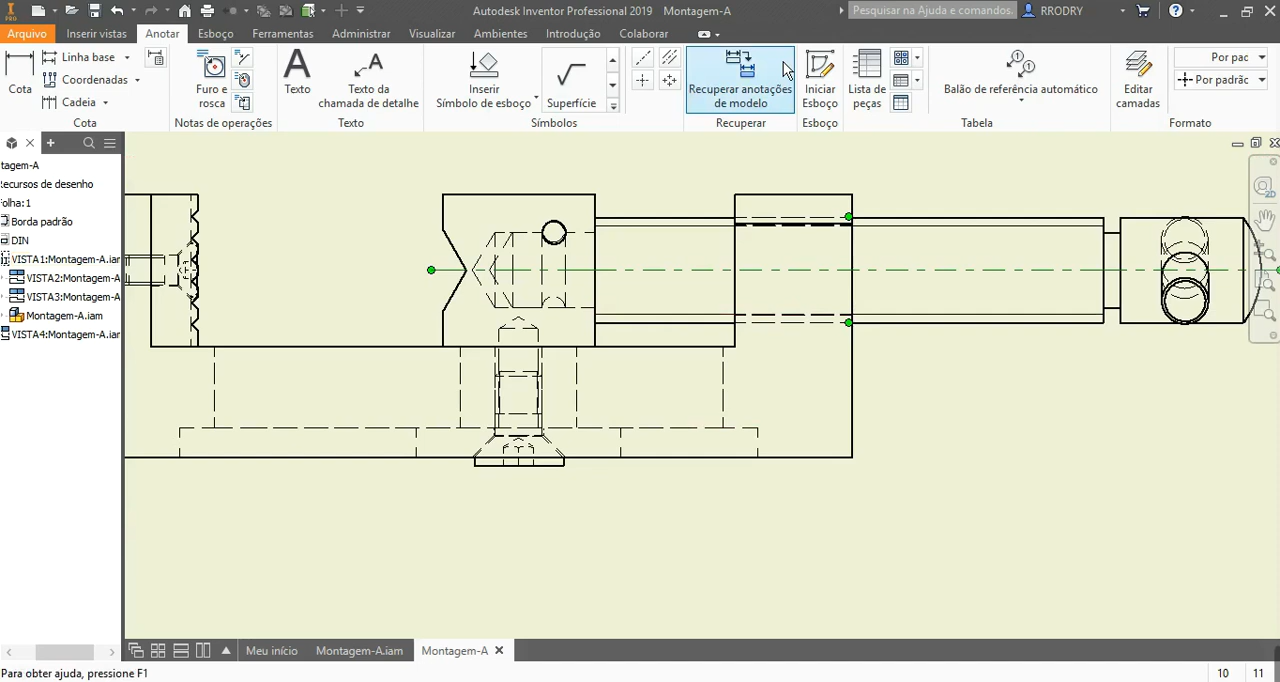 Autodesk Inventor Professional 2019 Montagem-A
Pesquisar na Ajuda e comandos.
RRODRY
PRO
Arquivo Inserir vistas Anotar Esboço Ferramentas Administrar Visualizar Ambientes Introdução Colaborar
Cota
Linha base
Coordenadas
Cadeia
Cota
Furo e
rosca
Notas de operações
Texto
Texto da
chamada de detalhe
Texto
Inserir
Símbolo de esboço
Superfície
Símbolos
Recuperar anotações
de modelo
Recuperar
Iniciar
Esboço
Esboço
Lista de
peças
Balão de referência automático
Tabela
Editar
camadas
Por pac
Por padrão
Formato
tagem-A
Recursos de desenho
olha:1
Borda padrão
DIN
VISTA1:Montagem-A.iar
VISTA2:Montagem-A
VISTA3:Montagem-A
Montagem-A.iam
VISTA4:Montagem-A.iar
2D
Meu início Montagem-A.iam Montagem-A
Para obter ajuda, pressione F1
10 11